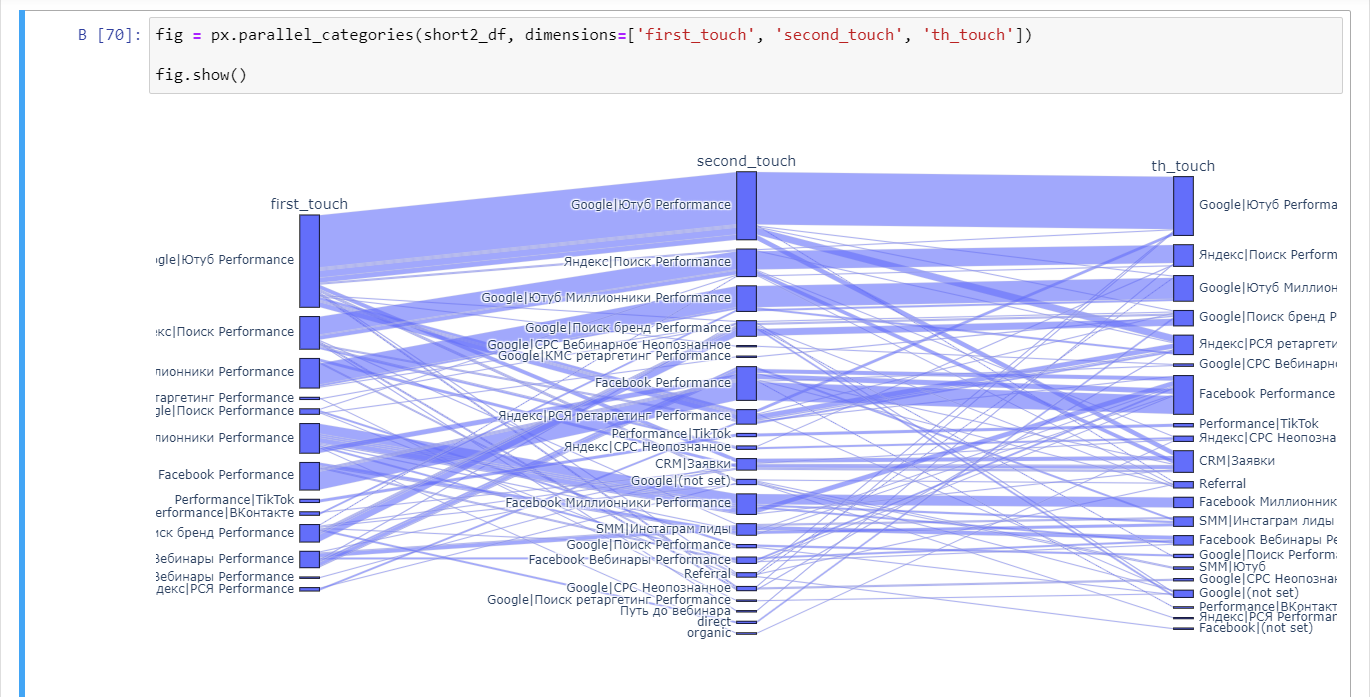 В [70]:
fig = px.parallel_categories(short2_df, dimensions=['first_touch', 'second_touch', 'th_touch'])
fig.show()
first_touch
gle|Ютуб Performance
кс|Поиск Performance
лионники Performance
таргетинг Performance
gle|Поиск Performance
лионники Performance
Facebook Performance
Performance|TikTok
erformance|ВКонтакте
иск бренд Performance
Вебинары Performance
Вебинары Performance
декс|РСЯ Performance
second_touch
Google|Ютуб Performance
Яндекс|Поиск Performance
Google|Ютуб Миллионники Performance
Google|Поиск бренд Performance
Google|CPC Вебинарное Неопознанное
Google|КМС ретаргетинг Performance
Facebook Performance
Яндекс|РСЯ ретаргетинг Performance
Performance|TikTok
Яндекс|CPC Неопознанное
CRM|Заявки
Google|(not set)
Facebook Миллионники Performance
SMM|Инстаграм лиды
Google|Поиск Performance
Facebook Вебинары Performance
Referral
Google|CPC Неопознанное
Google|Поиск ретаргетинг Performance
Путь до вебинара
direct
organic
th_touch
Google|Ютуб Performa
Яндекс|Поиск Perform
Google|Ютуб Миллион
Google|Поиск бренд P
Яндекс|РСЯ ретаргети
Google|CPC Вебинарн
Facebook Performance
Performance|TikTok
Яндекс|CPC Неопозна
CRM|Заявки
Referral
Facebook Миллионник
SMM|Инстаграм лиды
Facebook Вебинары Pe
Google|Поиск Perform
SMM|Ютуб
Google|CPC Неопозна
Google|(not set)
Performance|ВКонтакт
Яндекс|РСЯ Performar
Facebook|(not set)